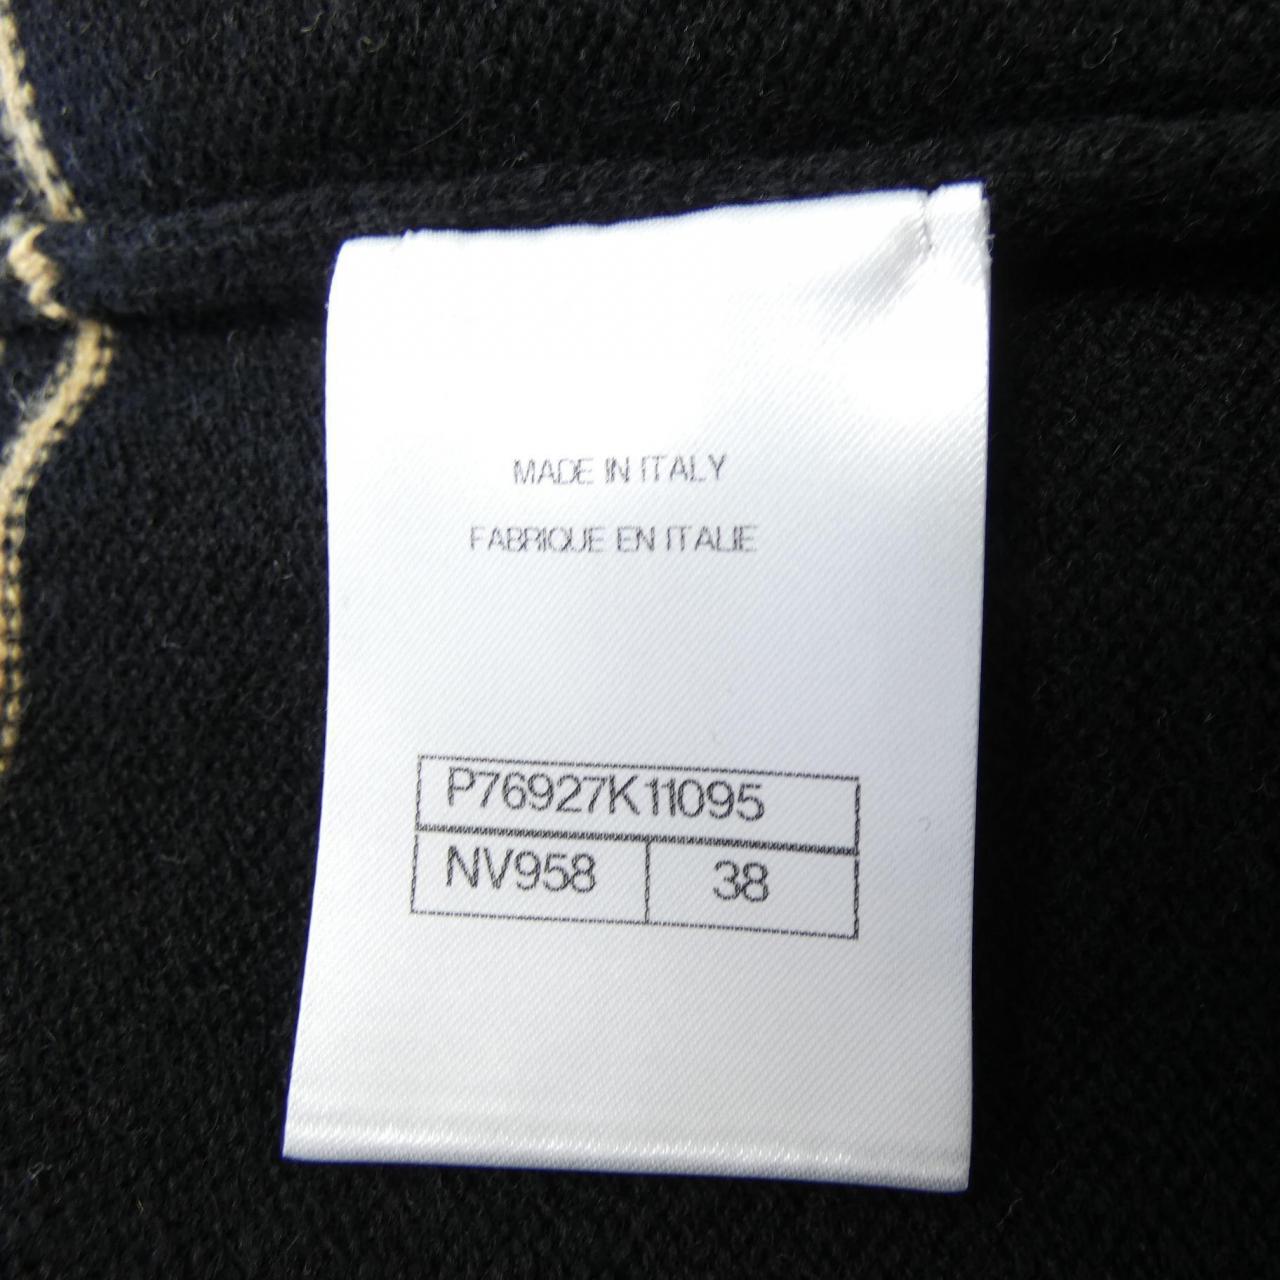 MADE IN ITALY
FABRIQUE EN ITALIE
P76927K11095
NV958 38